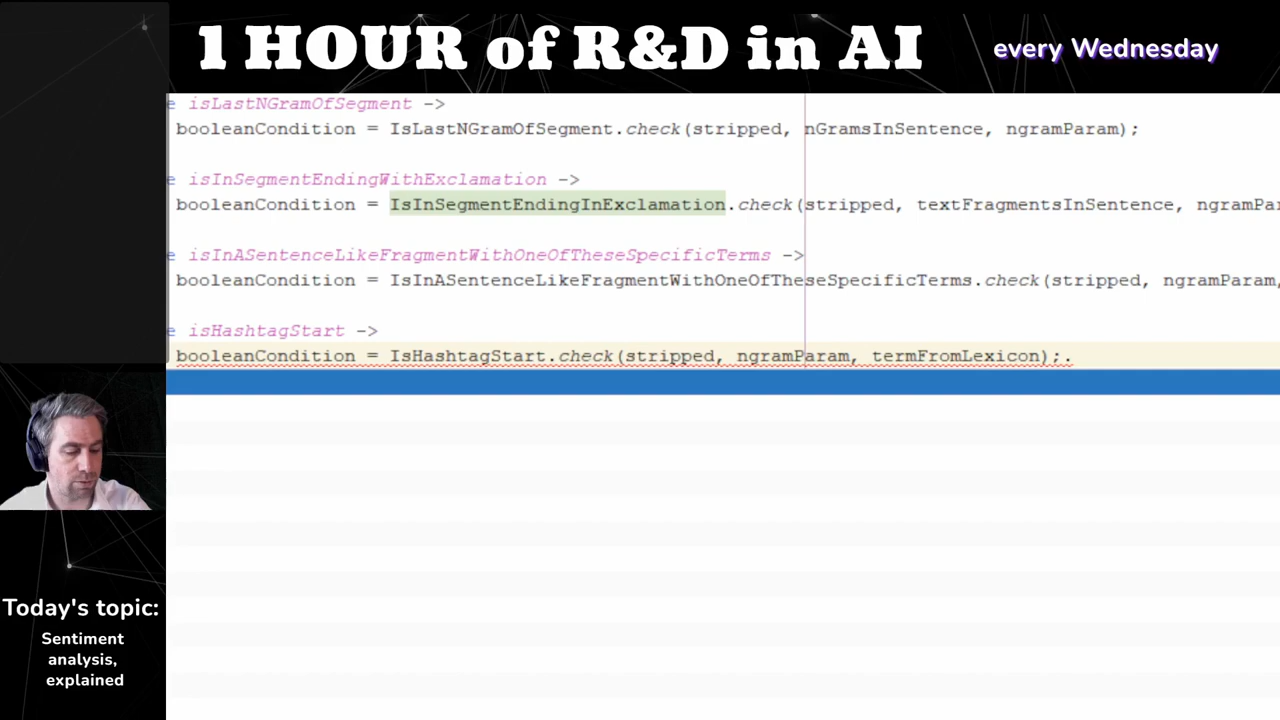 1 HOUR of R&D in AI
every Wednesday
e isLastNGramOfSegment ->
booleanCondition = IsLastNGramOfSegment.check(stripped, nGramsInSentence, ngramParam);
e isInSegmentEndingWithExclamation ->
booleanCondition = IsInSegmentEndingInExclamation.check(stripped, textFragmentsInSentence, ngramPar
e isInASentenceLikeFragmentWithOneOfTheseSpecificTerms ->
booleanCondition = IsInASentenceLikeFragmentWithOneOfTheseSpecificTerms.check(stripped, ngramParam,
e isHashtagStart ->
booleanCondition = IsHashtagStart.check(stripped, ngramParam, termFromLexicon);.
Today's topic:
Sentiment
analysis,
explained